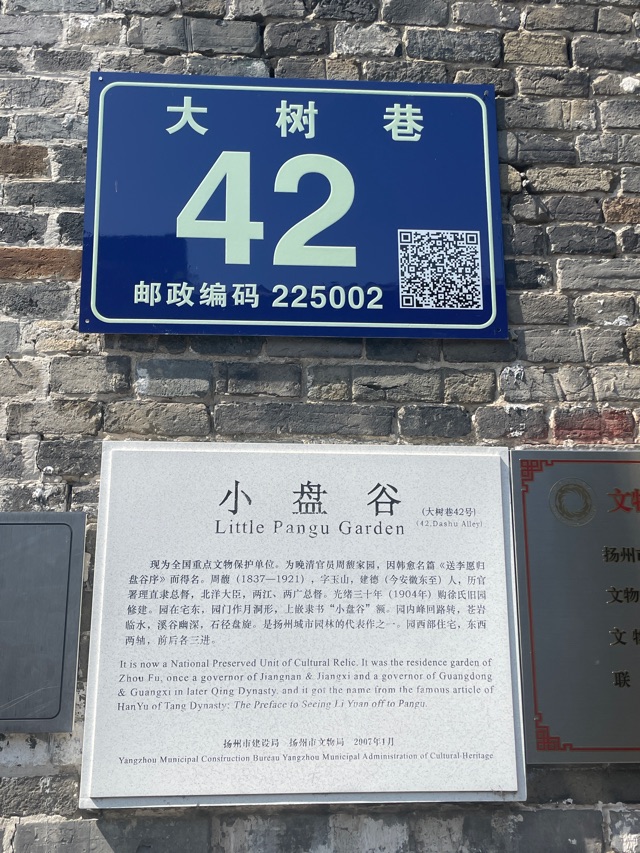 大树巷
42
邮政编码 225002
小盘谷
(大树巷42号)
Little Pangu Garden
(42,Dashu Alley)
现为全国重点文物保护单位。为晚清官员周馥家园，因韩愈名篇《送李愿归
盘谷序》而得名。周馥（1837—1921），字玉山，建德（今安徽东至）人，历官
署理直隶总督，北洋大臣，两江、两广总督。光绪三十年（1904年）购徐氏旧园
修建。园在宅东，园门作月洞形，上嵌隶书“小盘谷”额。园内峰回路转，苍岩
临水，溪谷幽深，石径盘旋。是扬州城市园林的代表作之一。园西部住宅，东西
两轴，前后各三进。
It is now a National Preserved Unit of Cultural Relic. It was the residence garden of
Zhou Fu, once a governor of Jiangnan & Jiangxi and a governor of Guangdong
& Guangxi in later Qing Dynasty, and it got the name from the famous article of
HanYu of Tang Dynasty: The Preface to Seeing Li Yuan off to Pangu.
扬州市建设局 扬州市文物局 2007年1月
Yangzhou Municipal Construction Bureau Yangzhou Municipal Administration of Cultural Heritage
文物
扬州市
文物
文物
联